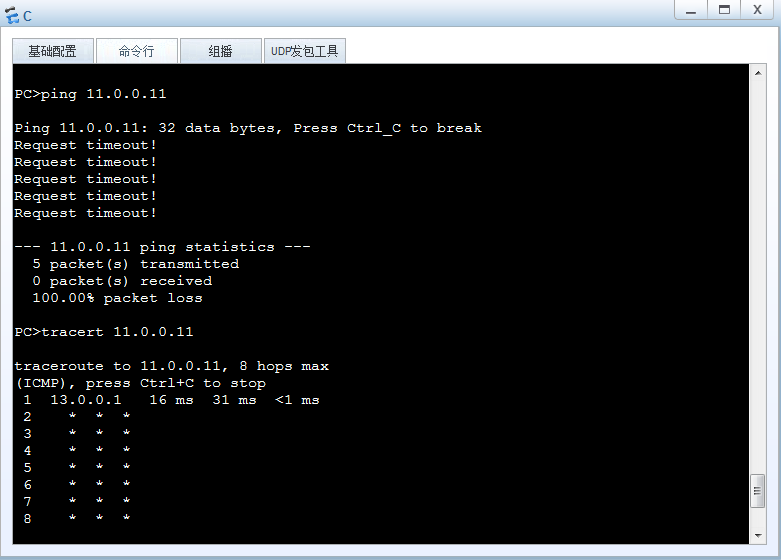 C
基础配置 命令行 组播 UDP发包工具
PC>ping 11.0.0.11
Ping 11.0.0.11: 32 data bytes, Press Ctrl_C to break
Request timeout!
Request timeout!
Request timeout!
Request timeout!
Request timeout!
--- 11.0.0.11 ping statistics ---
5 packet(s) transmitted
0 packet(s) received
100.00% packet loss
PC>tracert 11.0.0.11
traceroute to 11.0.0.11, 8 hops max
(ICMP), press Ctrl+C to stop
1 13.0.0.1 16 ms 31 ms <1 ms
2 * * *
3 * * *
4 * * *
5 * * *
6 * * *
7 * * *
8 * * *